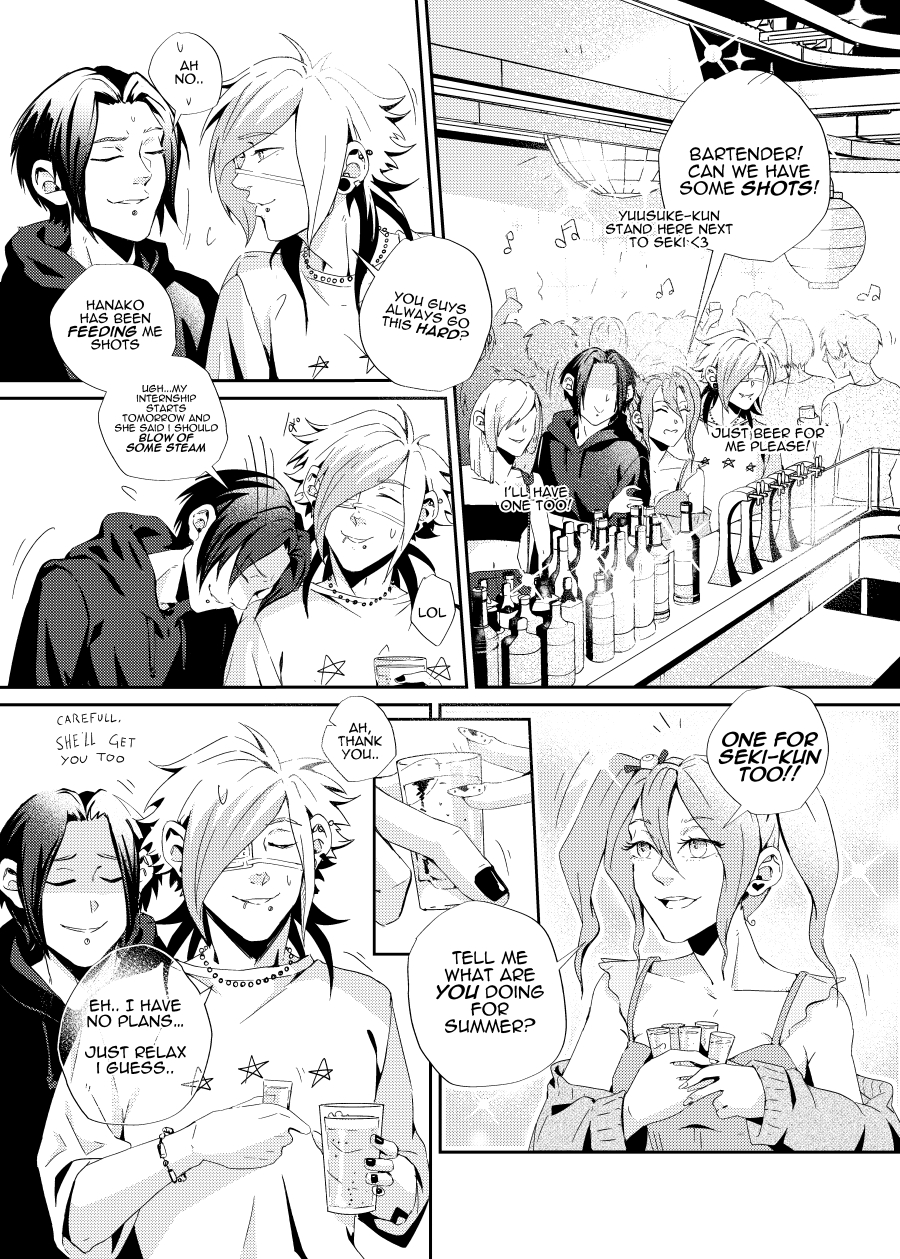 BARTENDER!
CAN WE HAVE
SOME SHOTS!
YUUSUKE-KUN
STAND HERE NEXT
TO SEKI <3
JUST BEER FOR
ME PLEASE!
I'LL HAVE
ONE TOO!
YOU GUYS
ALWAYS GO
THIS HARD?
AH
NO..
HANAKO
HAS BEEN
FEEDING ME
SHOTS
UGH...MY
INTERNSHIP
STARTS
TOMORROW AND
SHE SAID I SHOULD
BLOW OF
SOME STEAM
LOL
ONE FOR
SEKI-KUN
TOO!!
AH,
THANK
YOU..
TELL ME
WHAT ARE
YOU DOING
FOR
SUMMER?
CAREFULL.
SHE'LL GET
YOU TOO
EH.. I HAVE
NO PLANS...
JUST RELAX
I GUESS..